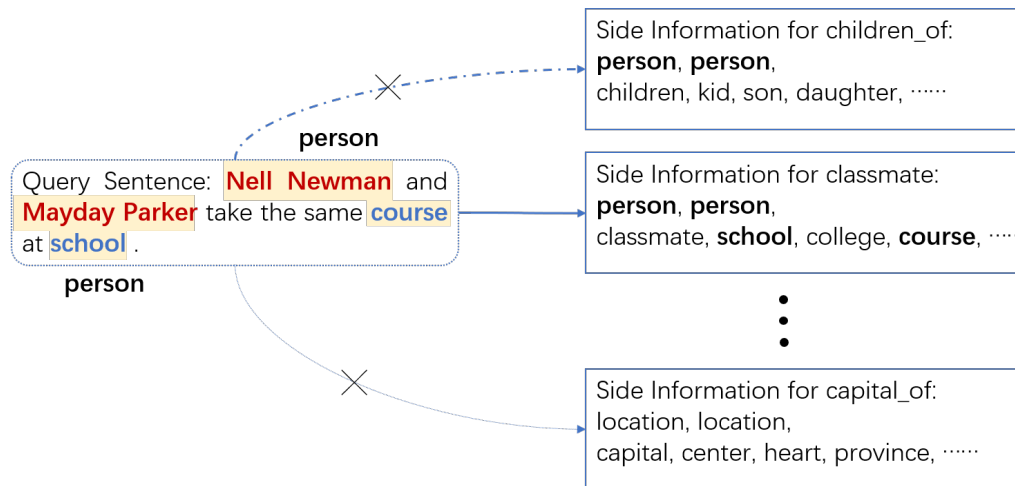 person
Query Sentence: Nell Newman and
Mayday Parker take the same course
at school .
person
Side Information for children_of:
person, person,
children, kid, son, daughter, ······
Side Information for classmate:
person, person,
classmate, school, college, course, ······
Side Information for capital_of:
location, location,
capital, center, heart, province, ······